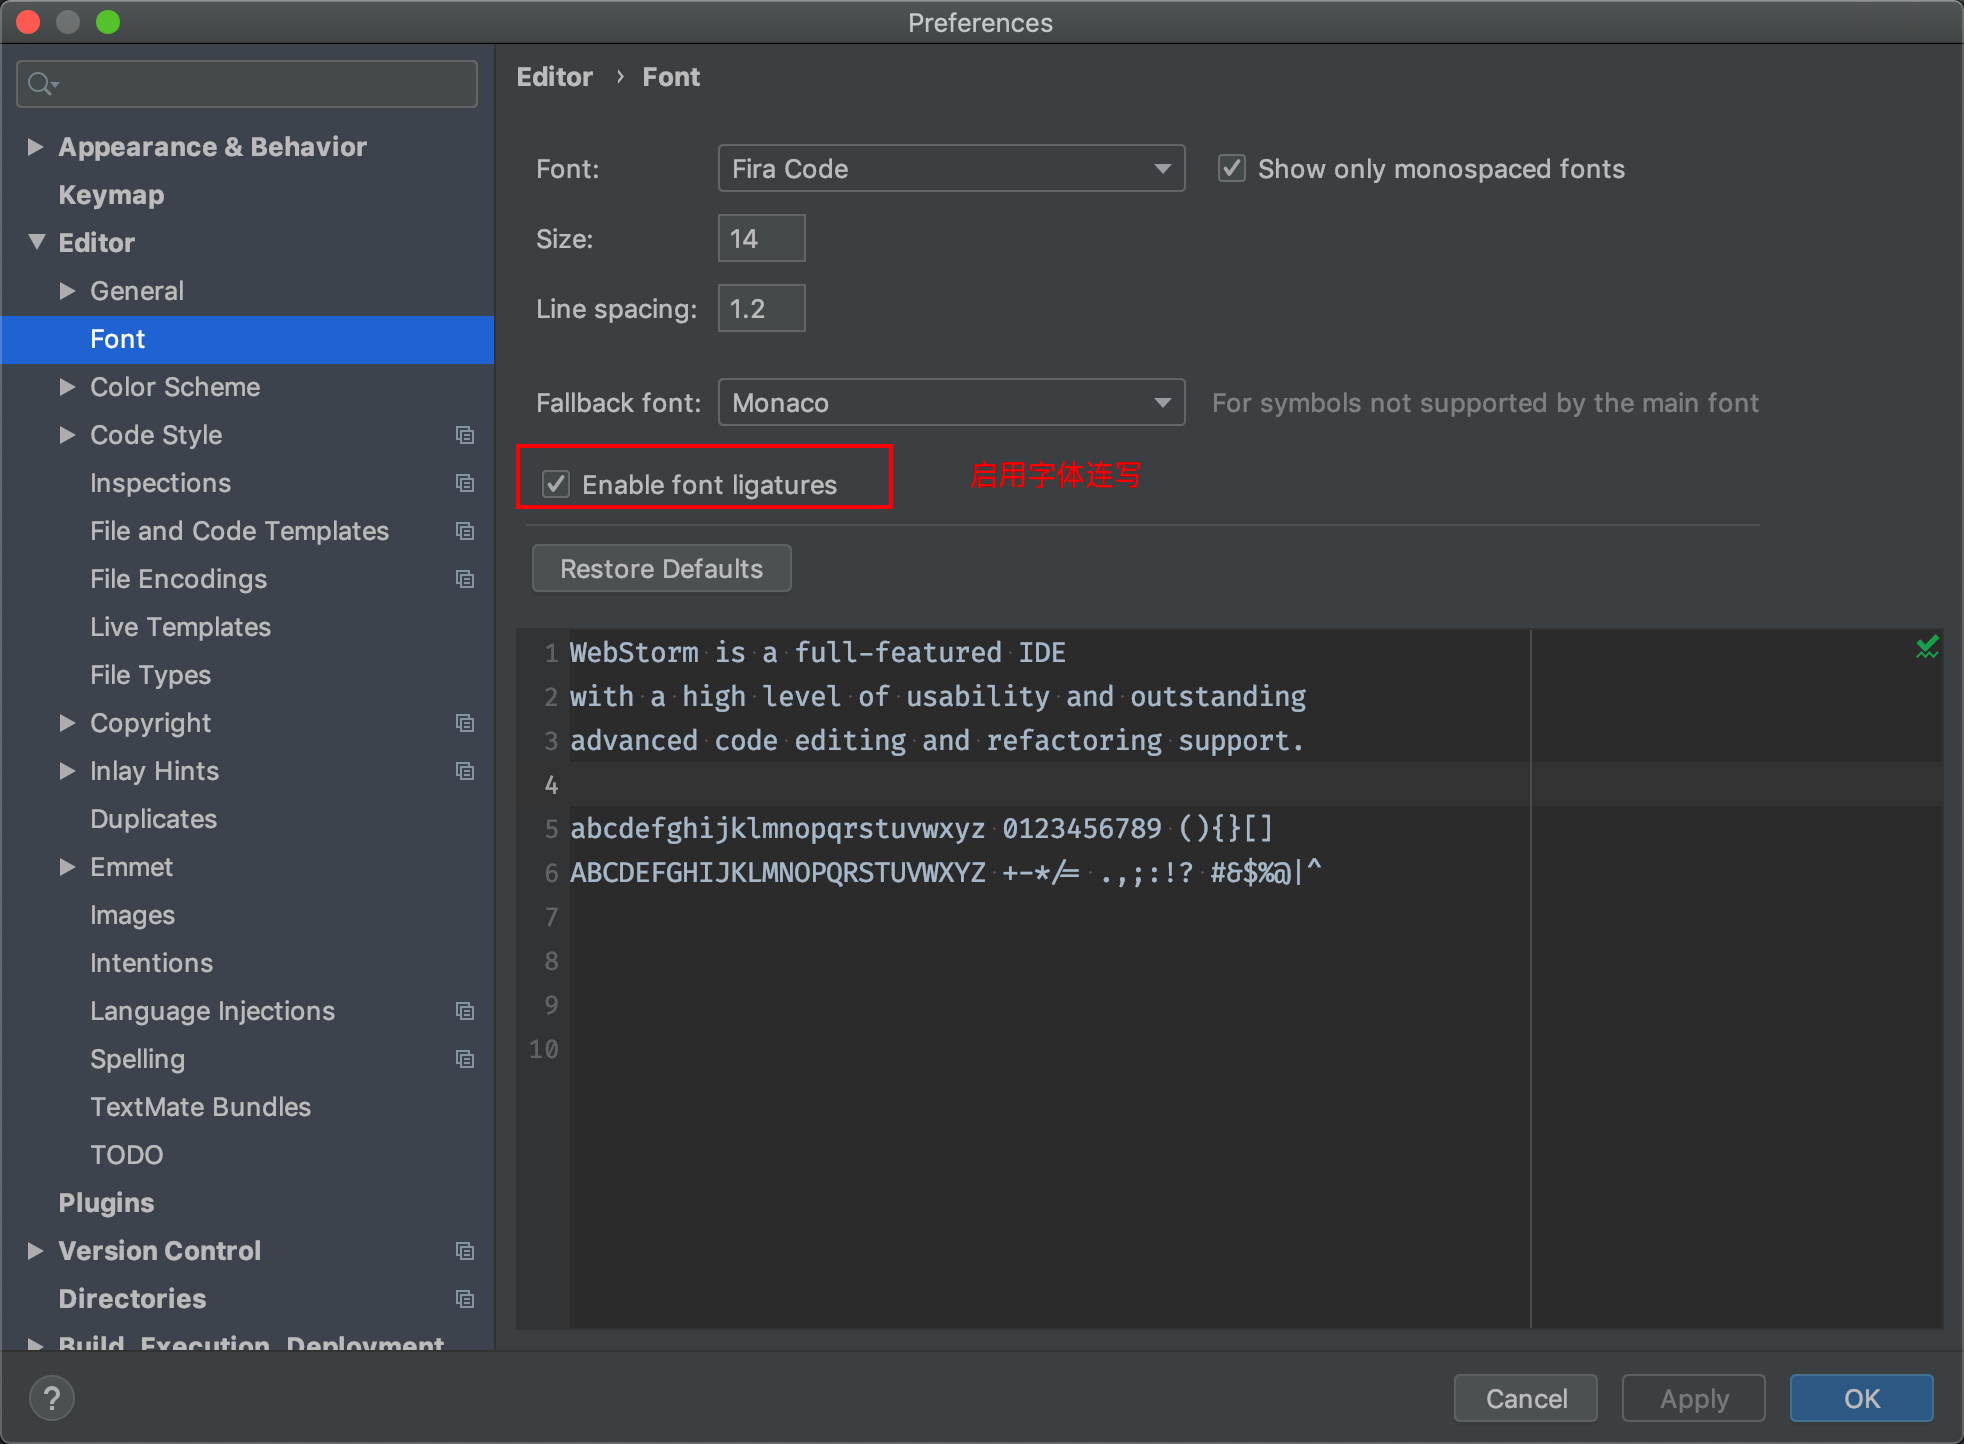 Preferences
Appearance & Behavior
Keymap
Editor
General
Font
Color Scheme
Code Style
Inspections
File and Code Templates
File Encodings
Live Templates
File Types
Copyright
Inlay Hints
Duplicates
Emmet
Images
Intentions
Language Injections
Spelling
TextMate Bundles
TODO
Plugins
Version Control
Directories
Build, Execution, Deployment
Editor › Font
Font: Fira Code Show only monospaced fonts
Size: 14
Line spacing: 1.2
Fallback font: Monaco For symbols not supported by the main font
Enable font ligatures 启用字体连写
Restore Defaults
1 WebStorm is a full-featured IDE
2 with a high level of usability and outstanding
3 advanced code editing and refactoring support.
4
5 abcdefghijklmnopqrstuvwxyz 0123456789 (){}[]
6 ABCDEFGHIJKLMNOPQRSTUVWXYZ +-*/= .,;:!? #&$%@|^
7
8
9
10
? Cancel Apply OK